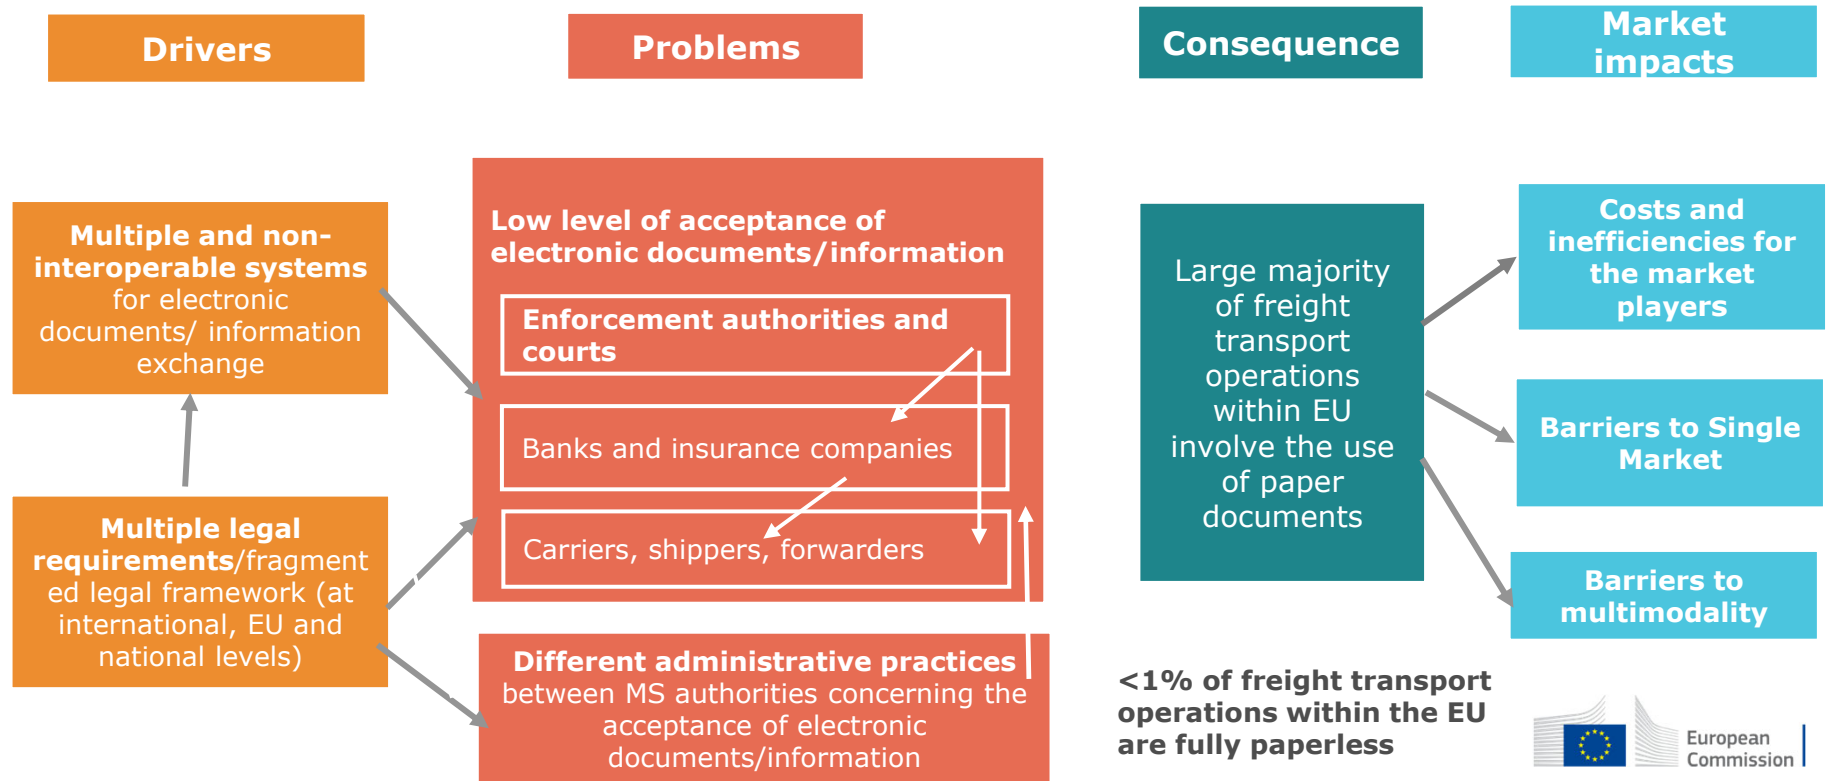 Drivers
Problems
Consequence
Market
impacts
Multiple and non-
interoperable systems
for electronic
documents/ information
exchange
Multiple legal
requirements/fragment
ed legal framework (at
international, EU and
national levels)
Low level of acceptance of
electronic documents/information
Enforcement authorities and
courts
Banks and insurance companies
Carriers, shippers, forwarders
Different administrative practices
between MS authorities concerning the
acceptance of electronic
documents/information
Large majority
of freight
transport
operations
within EU
involve the use
of paper
documents
<1% of freight transport
operations within the EU
are fully paperless
Costs and
inefficiencies for
the market
players
Barriers to Single
Market
Barriers to
multimodality
European
Commission